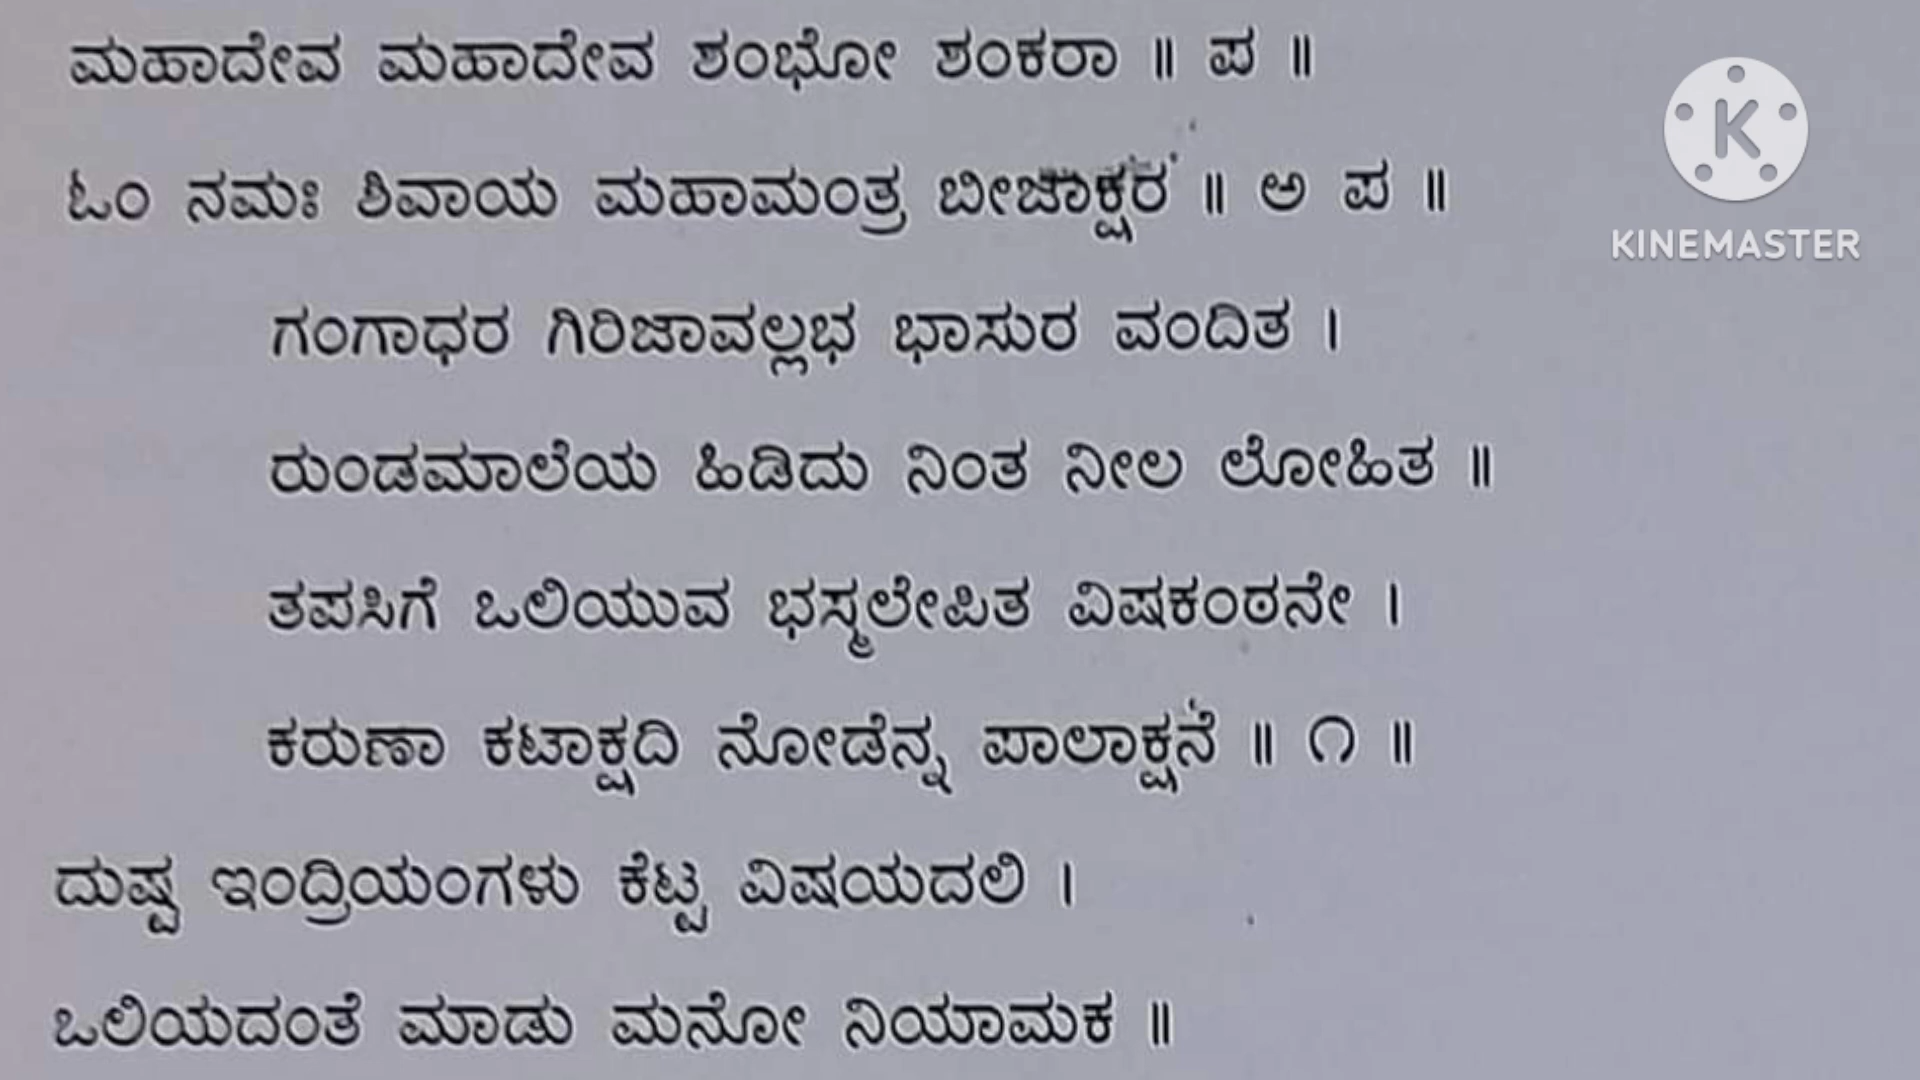 ಮಹಾದೇವ ಮಹಾದೇವ ಶಂಭೋ ಶಂಕರಾ ॥ ಪ ॥
ಓಂ ನಮಃ ಶಿವಾಯ ಮಹಾಮಂತ್ರ ಬೀಜಾಕ್ಷರ ॥ ಅ ಪ ॥
ಗಂಗಾಧರ ಗಿರಿಜಾವಲ್ಲಭ ಭಾಸುರ ವಂದಿತ ।
ರುಂಡಮಾಲೆಯ ಹಿಡಿದು ನಿಂತ ನೀಲ ಲೋಹಿತ ॥
ತಪಸಿಗೆ ಒಲಿಯುವ ಭಸ್ಮಲೇಪಿತ ವಿಷಕಂಠನೇ ।
ಕರುಣಾ ಕಟಾಕ್ಷದಿ ನೋಡೆನ್ನ ಪಾಲಾಕ್ಷನೆ ॥ ೧ ॥
ದುಷ್ಟ ಇಂದ್ರಿಯಂಗಳು ಕೆಟ್ಟ ವಿಷಯದಲಿ ।
ಒಲಿಯದಂತೆ ಮಾಡು ಮನೋ ನಿಯಾಮಕ ॥
K
KINEMASTER